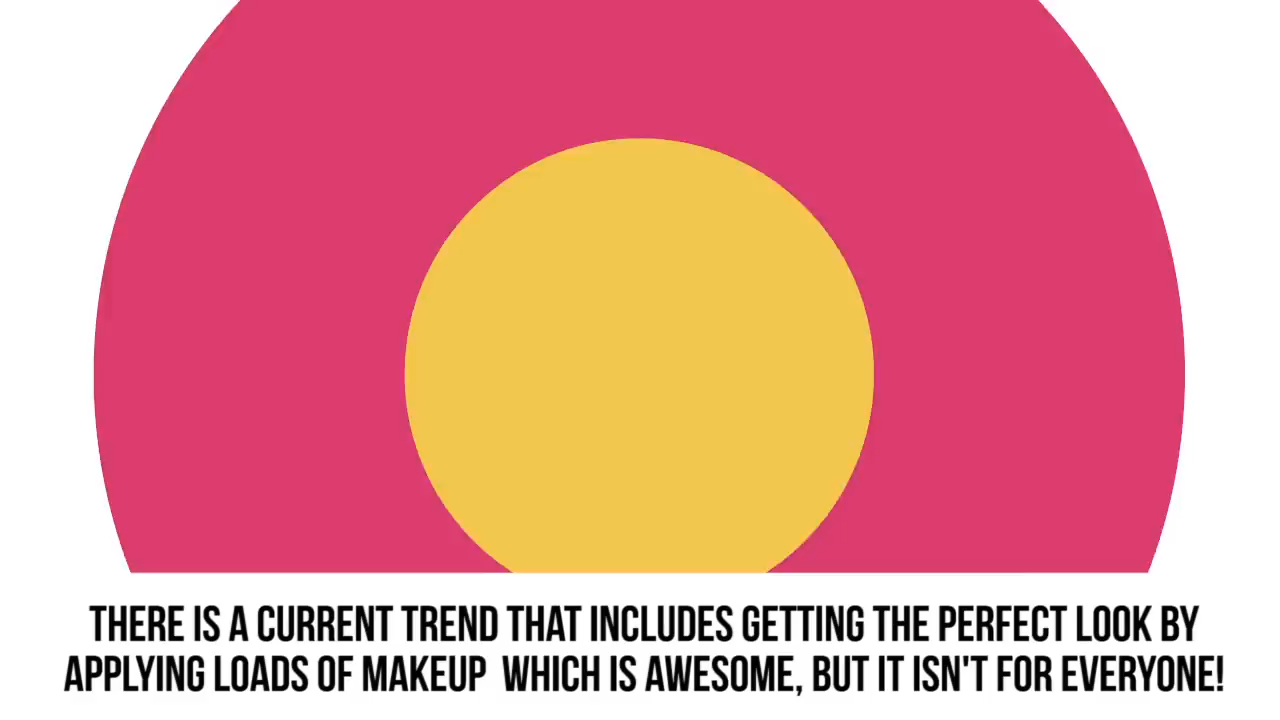 THERE IS A CURRENT TREND THAT INCLUDES GETTING THE PERFECT LOOK BY
APPLYING LOADS OF MAKEUP  WHICH IS AWESOME, BUT IT ISN'T FOR EVERYONE!